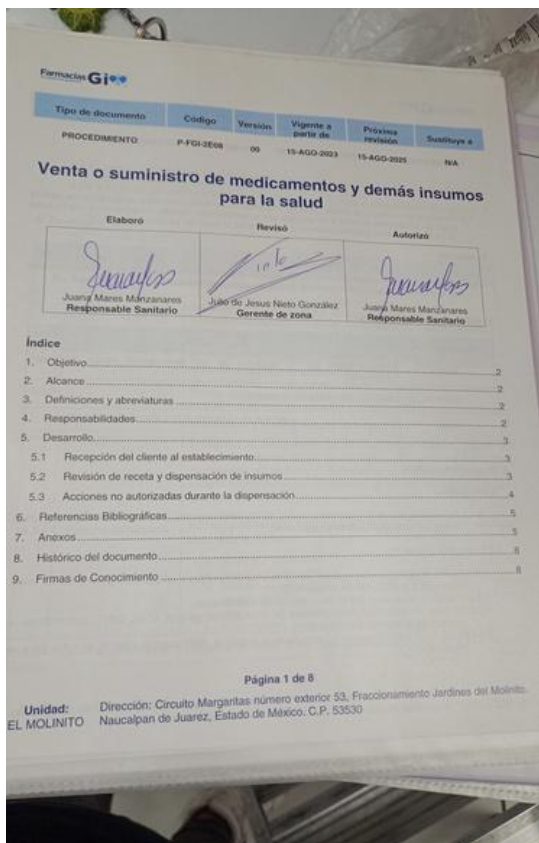 Farmacias Gi
Tipo de documento Código Versión Vigente a partir de Próxima revisión Sustituye a
PROCEDIMIENTO P-FGI-2E08 00 15-AGO-2023 15-AGO-2025 N/A
Venta o suministro de medicamentos y demás insumos
para la salud
Elaboró Revisó Autorizó
Juana Mares Manzanares Julio de Jesus Nieto González Juana Mares Manzanares
Responsable Sanitario Gerente de zona Responsable Sanitario
Índice
1. Objetivo 2
2. Alcance 2
3. Definiciones y abreviaturas 2
4. Responsabilidades 2
5. Desarrollo 3
5.1 Recepción del cliente al establecimiento 3
5.2 Revisión de receta y dispensación de insumos 3
5.3 Acciones no autorizadas durante la dispensación 4
6. Referencias Bibliográficas 5
7. Anexos 5
8. Histórico del documento 8
9. Firmas de Conocimiento 8
Página 1 de 8
Unidad: Dirección: Circuito Margaritas número exterior 53, Fraccionamiento Jardines del Molinito,
EL MOLINITO Naucalpan de Juarez, Estado de México. C.P. 53530